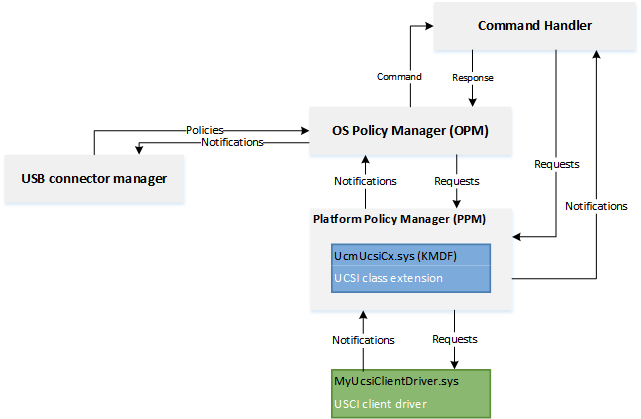 Command Handler
Command
Response
OS Policy Manager (OPM)
Policies
Notifications
USB connector manager
Requests
Notifications
Notifications
Requests
Platform Policy Manager (PPM)
UcmUcsiCx.sys (KMDF)
UCSI class extension
Notifications
Requests
MyUcsiClientDriver.sys
USCI client driver